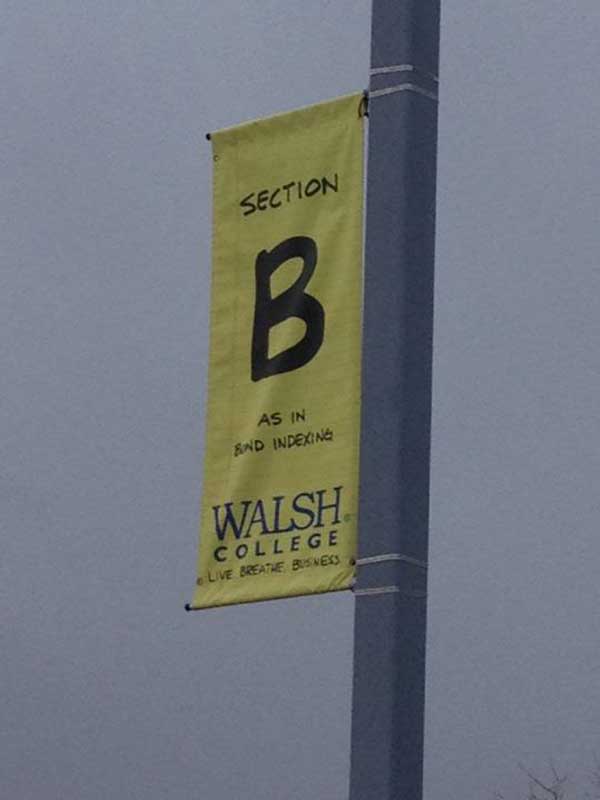 SECTION
B
AS IN
BOND INDEXING
WALSH
COLLEGE
LIVE. BREATHE. BUSINESS.